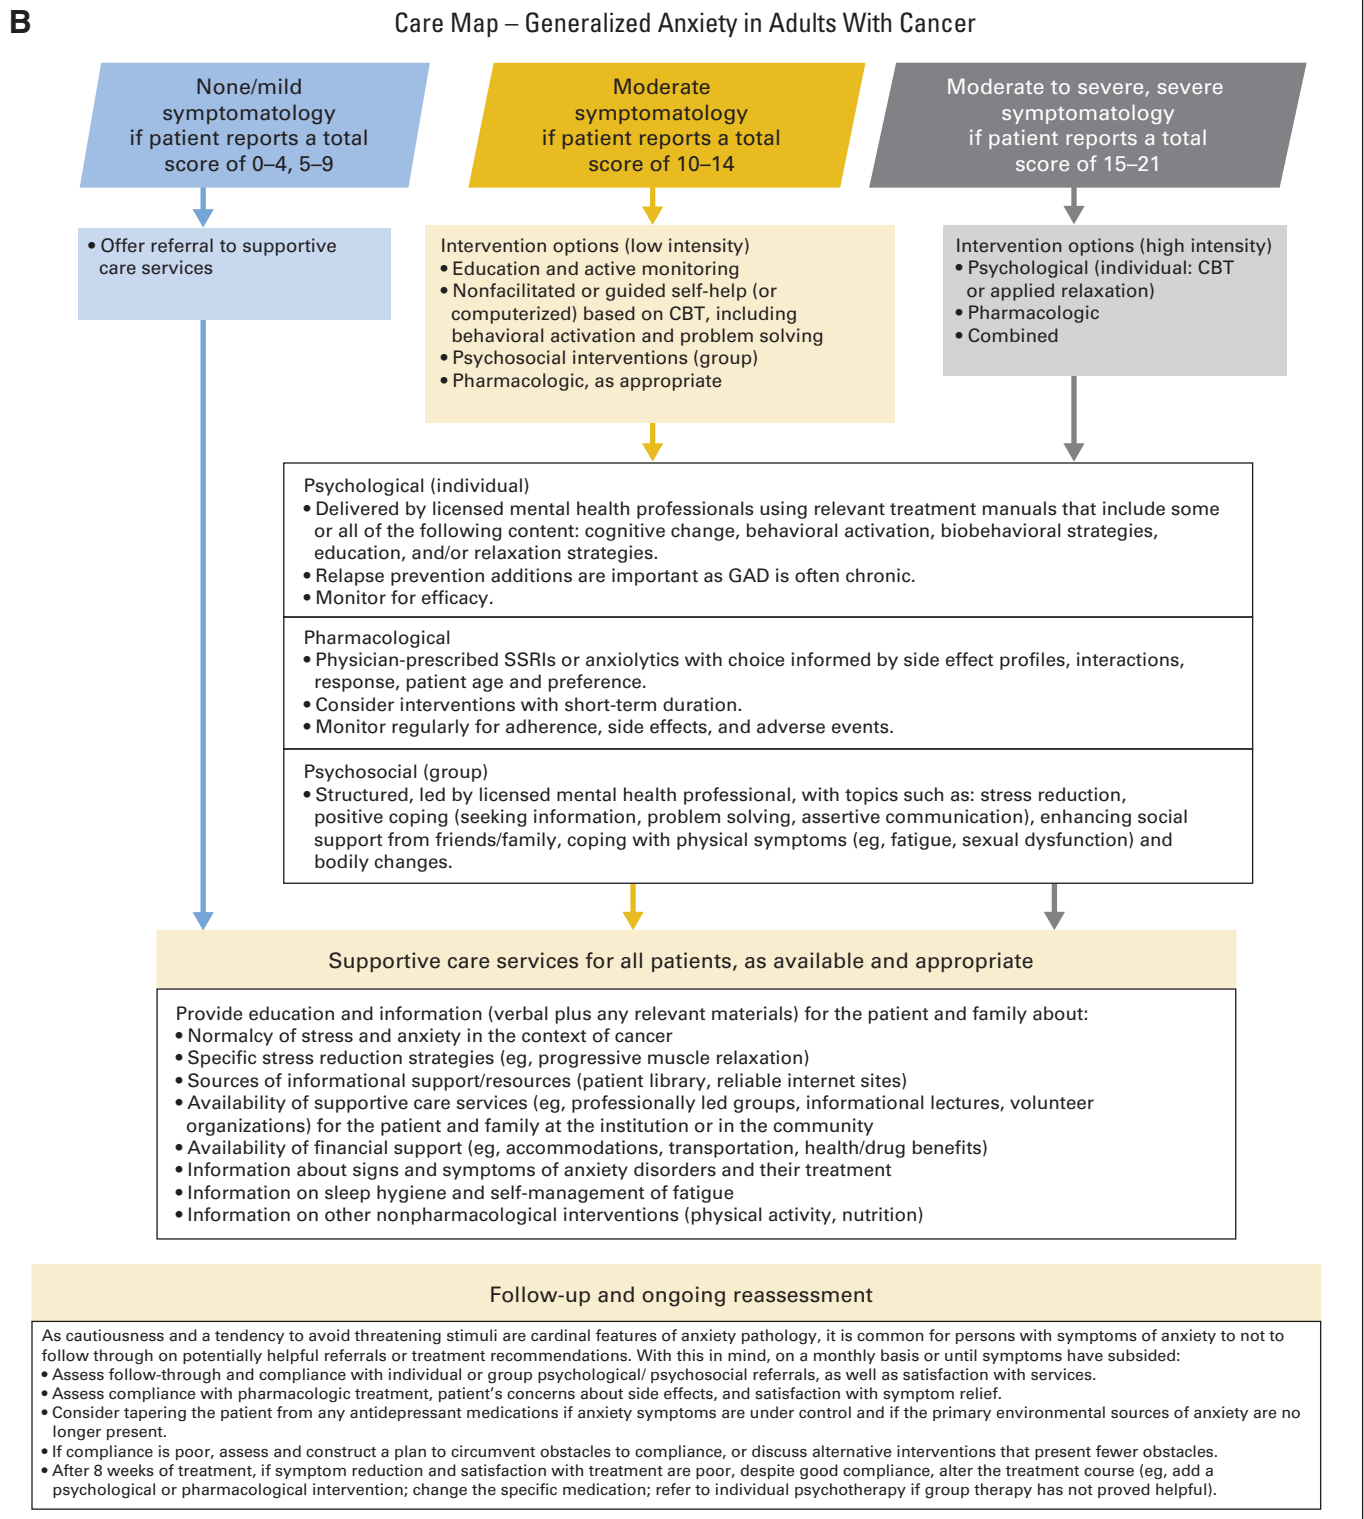 B
Care Map – Generalized Anxiety in Adults With Cancer
None/mild
symptomatology
if patient reports a total
score of 0–4, 5–9
Moderate
symptomatology
if patient reports a total
score of 10–14
Moderate to severe, severe
symptomatology
if patient reports a total
score of 15–21
• Offer referral to supportive
care services
Intervention options (low intensity)
• Education and active monitoring
• Nonfacilitated or guided self-help (or
computerized) based on CBT, including
behavioral activation and problem solving
• Psychosocial interventions (group)
• Pharmacologic, as appropriate
Intervention options (high intensity)
• Psychological (individual: CBT
or applied relaxation)
• Pharmacologic
• Combined
Psychological (individual)
• Delivered by licensed mental health professionals using relevant treatment manuals that include some
or all of the following content: cognitive change, behavioral activation, biobehavioral strategies,
education, and/or relaxation strategies.
• Relapse prevention additions are important as GAD is often chronic.
• Monitor for efficacy.
Pharmacological
• Physician-prescribed SSRIs or anxiolytics with choice informed by side effect profiles, interactions,
response, patient age and preference.
• Consider interventions with short-term duration.
• Monitor regularly for adherence, side effects, and adverse events.
Psychosocial (group)
• Structured, led by licensed mental health professional, with topics such as: stress reduction,
positive coping (seeking information, problem solving, assertive communication), enhancing social
support from friends/family, coping with physical symptoms (eg, fatigue, sexual dysfunction) and
bodily changes.
Supportive care services for all patients, as available and appropriate
Provide education and information (verbal plus any relevant materials) for the patient and family about:
• Normalcy of stress and anxiety in the context of cancer
• Specific stress reduction strategies (eg, progressive muscle relaxation)
• Sources of informational support/resources (patient library, reliable internet sites)
• Availability of supportive care services (eg, professionally led groups, informational lectures, volunteer
organizations) for the patient and family at the institution or in the community
• Availability of financial support (eg, accommodations, transportation, health/drug benefits)
• Information about signs and symptoms of anxiety disorders and their treatment
• Information on sleep hygiene and self-management of fatigue
• Information on other nonpharmacological interventions (physical activity, nutrition)
Follow-up and ongoing reassessment
As cautiousness and a tendency to avoid threatening stimuli are cardinal features of anxiety pathology, it is common for persons with symptoms of anxiety to not to
follow through on potentially helpful referrals or treatment recommendations. With this in mind, on a monthly basis or until symptoms have subsided:
• Assess follow-through and compliance with individual or group psychological/ psychosocial referrals, as well as satisfaction with services.
• Assess compliance with pharmacologic treatment, patient's concerns about side effects, and satisfaction with symptom relief.
• Consider tapering the patient from any antidepressant medications if anxiety symptoms are under control and if the primary environmental sources of anxiety are no
longer present.
• If compliance is poor, assess and construct a plan to circumvent obstacles to compliance, or discuss alternative interventions that present fewer obstacles.
• After 8 weeks of treatment, if symptom reduction and satisfaction with treatment are poor, despite good compliance, alter the treatment course (eg, add a
psychological or pharmacological intervention; change the specific medication; refer to individual psychotherapy if group therapy has not proved helpful).